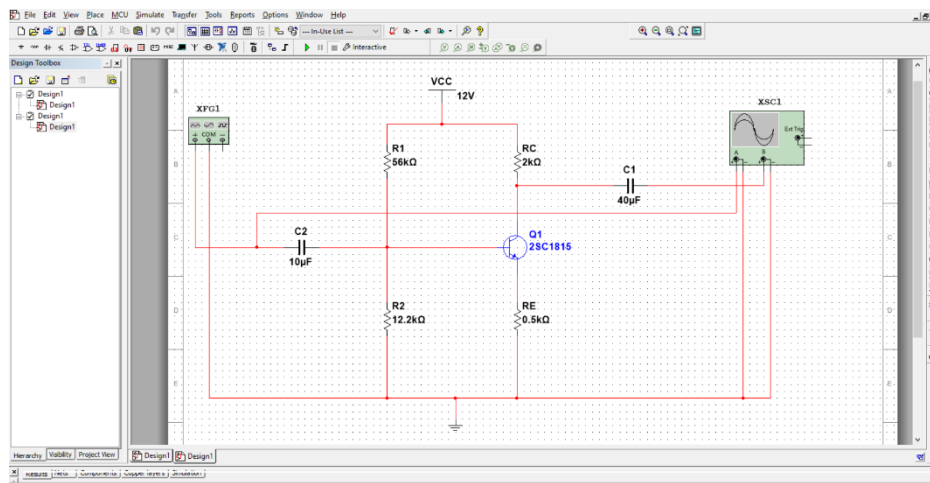 File Edit View Place MCU Simulate Transfer Tools Reports Options Window Help
--- In-Use List ---
Interactive
Design Toolbox
Design1
Design1
Design1
Design1
VCC
12V
XFG1
COM
XSC1
Ext Trig
A B
R1
56kΩ
RC
2kΩ
C1
40μF
C2
10μF
Q1
2SC1815
R2
12.2kΩ
RE
0.5kΩ
A
B
C
D
E
A
B
C
D
E
Hierarchy Visibility Project View
Design1 Design1
Results Nets Components Copper layers Simulation